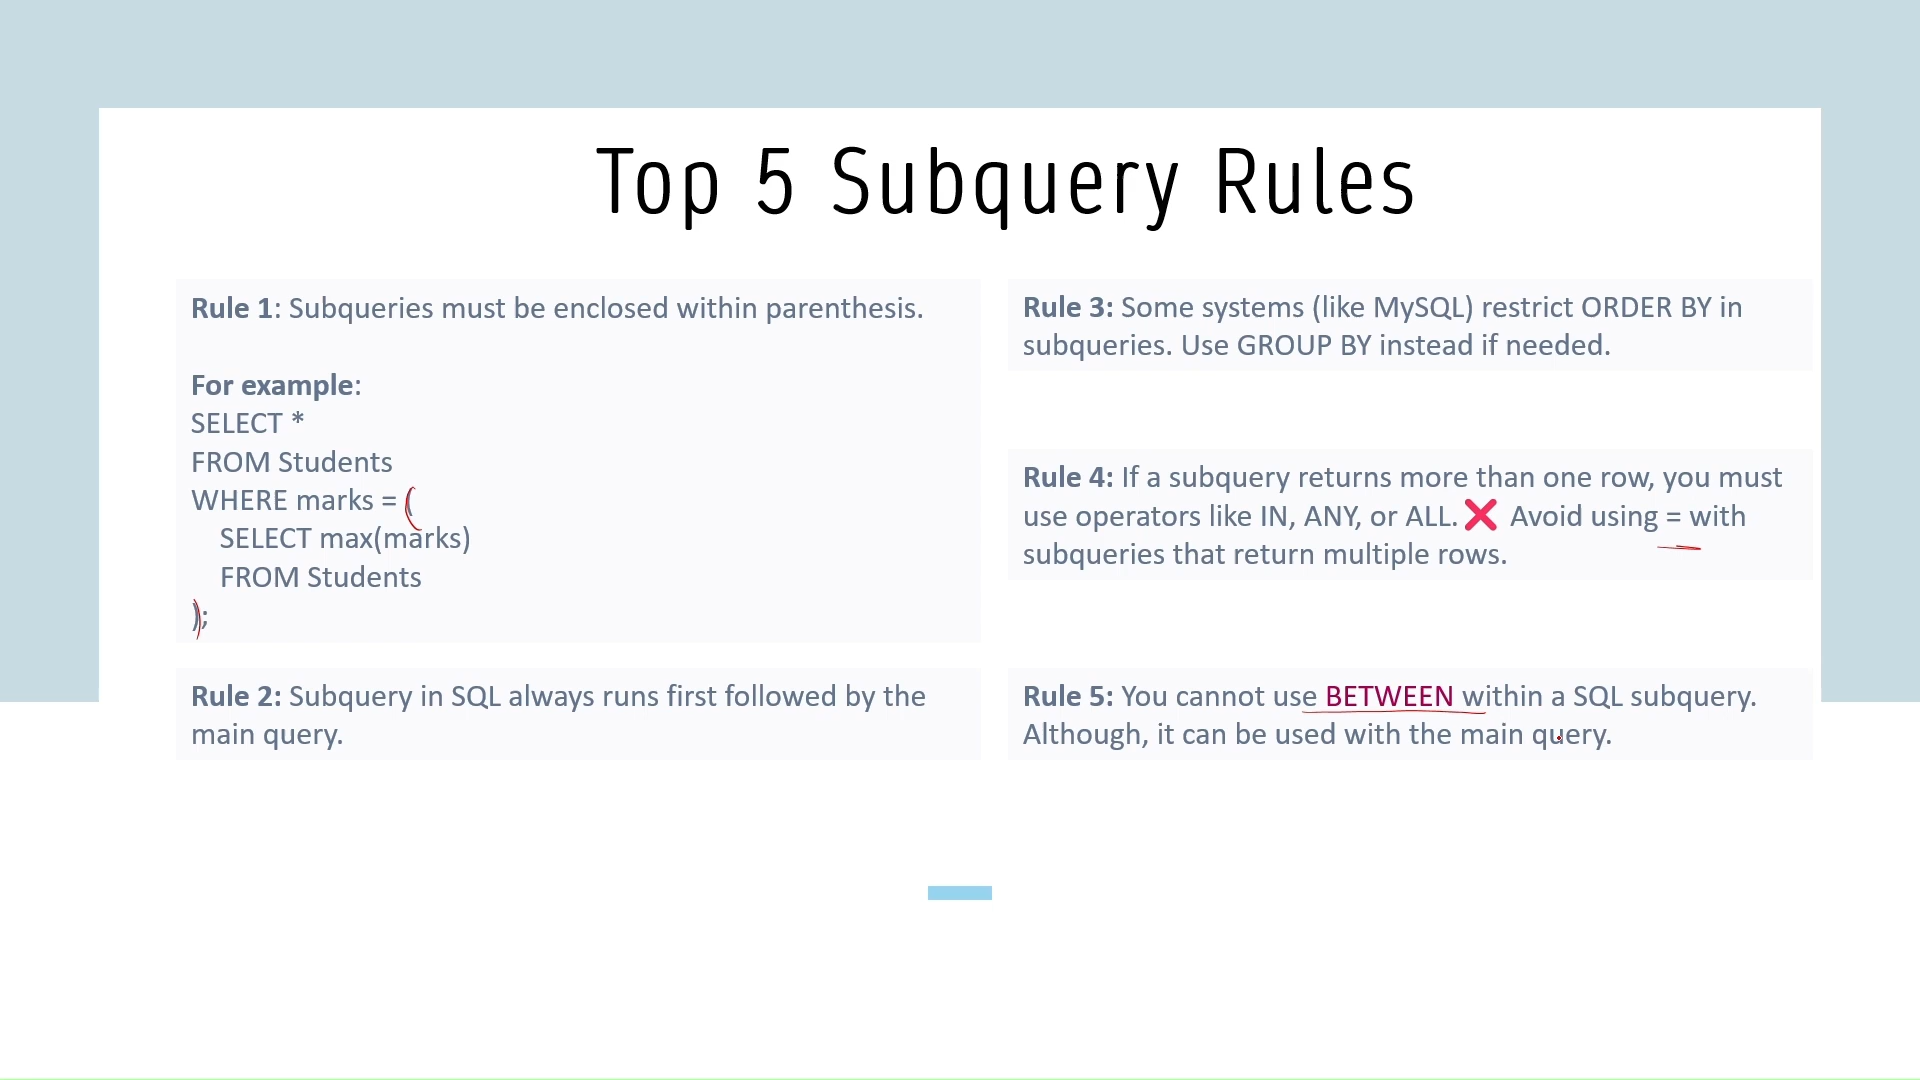 Top 5 Subquery Rules
Rule 1: Subqueries must be enclosed within parenthesis.
For example:
SELECT *
FROM Students
WHERE marks = (
SELECT max(marks)
FROM Students
);
Rule 2: Subquery in SQL always runs first followed by the
main query.
Rule 3: Some systems (like MySQL) restrict ORDER BY in
subqueries. Use GROUP BY instead if needed.
Rule 4: If a subquery returns more than one row, you must
use operators like IN, ANY, or ALL. ❌ Avoid using = with
subqueries that return multiple rows.
Rule 5: You cannot use BETWEEN within a SQL subquery.
Although, it can be used with the main query.